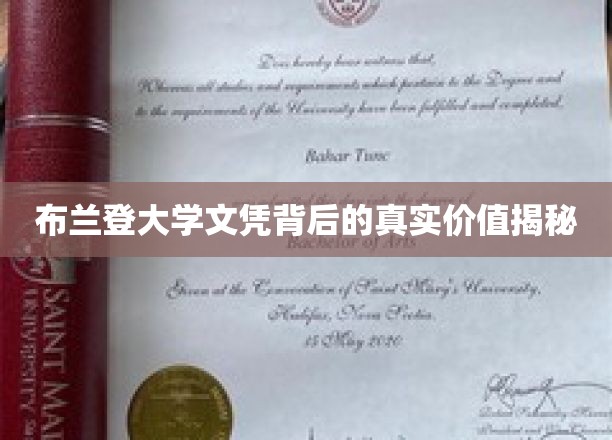 Does hereby bear witness that,
Whereas all studies and requirements which pertain to the Degree and
to the requirements of the University have been fulfilled and completed,
Bahar Tunc
布兰登大学文凭背后的真实价值揭秘
Bachelor of Arts
Given at the Convocation of Saint Mary's University,
Halifax, Nova Scotia.
15 May 2020
SAINT MA
UNIVERSITY